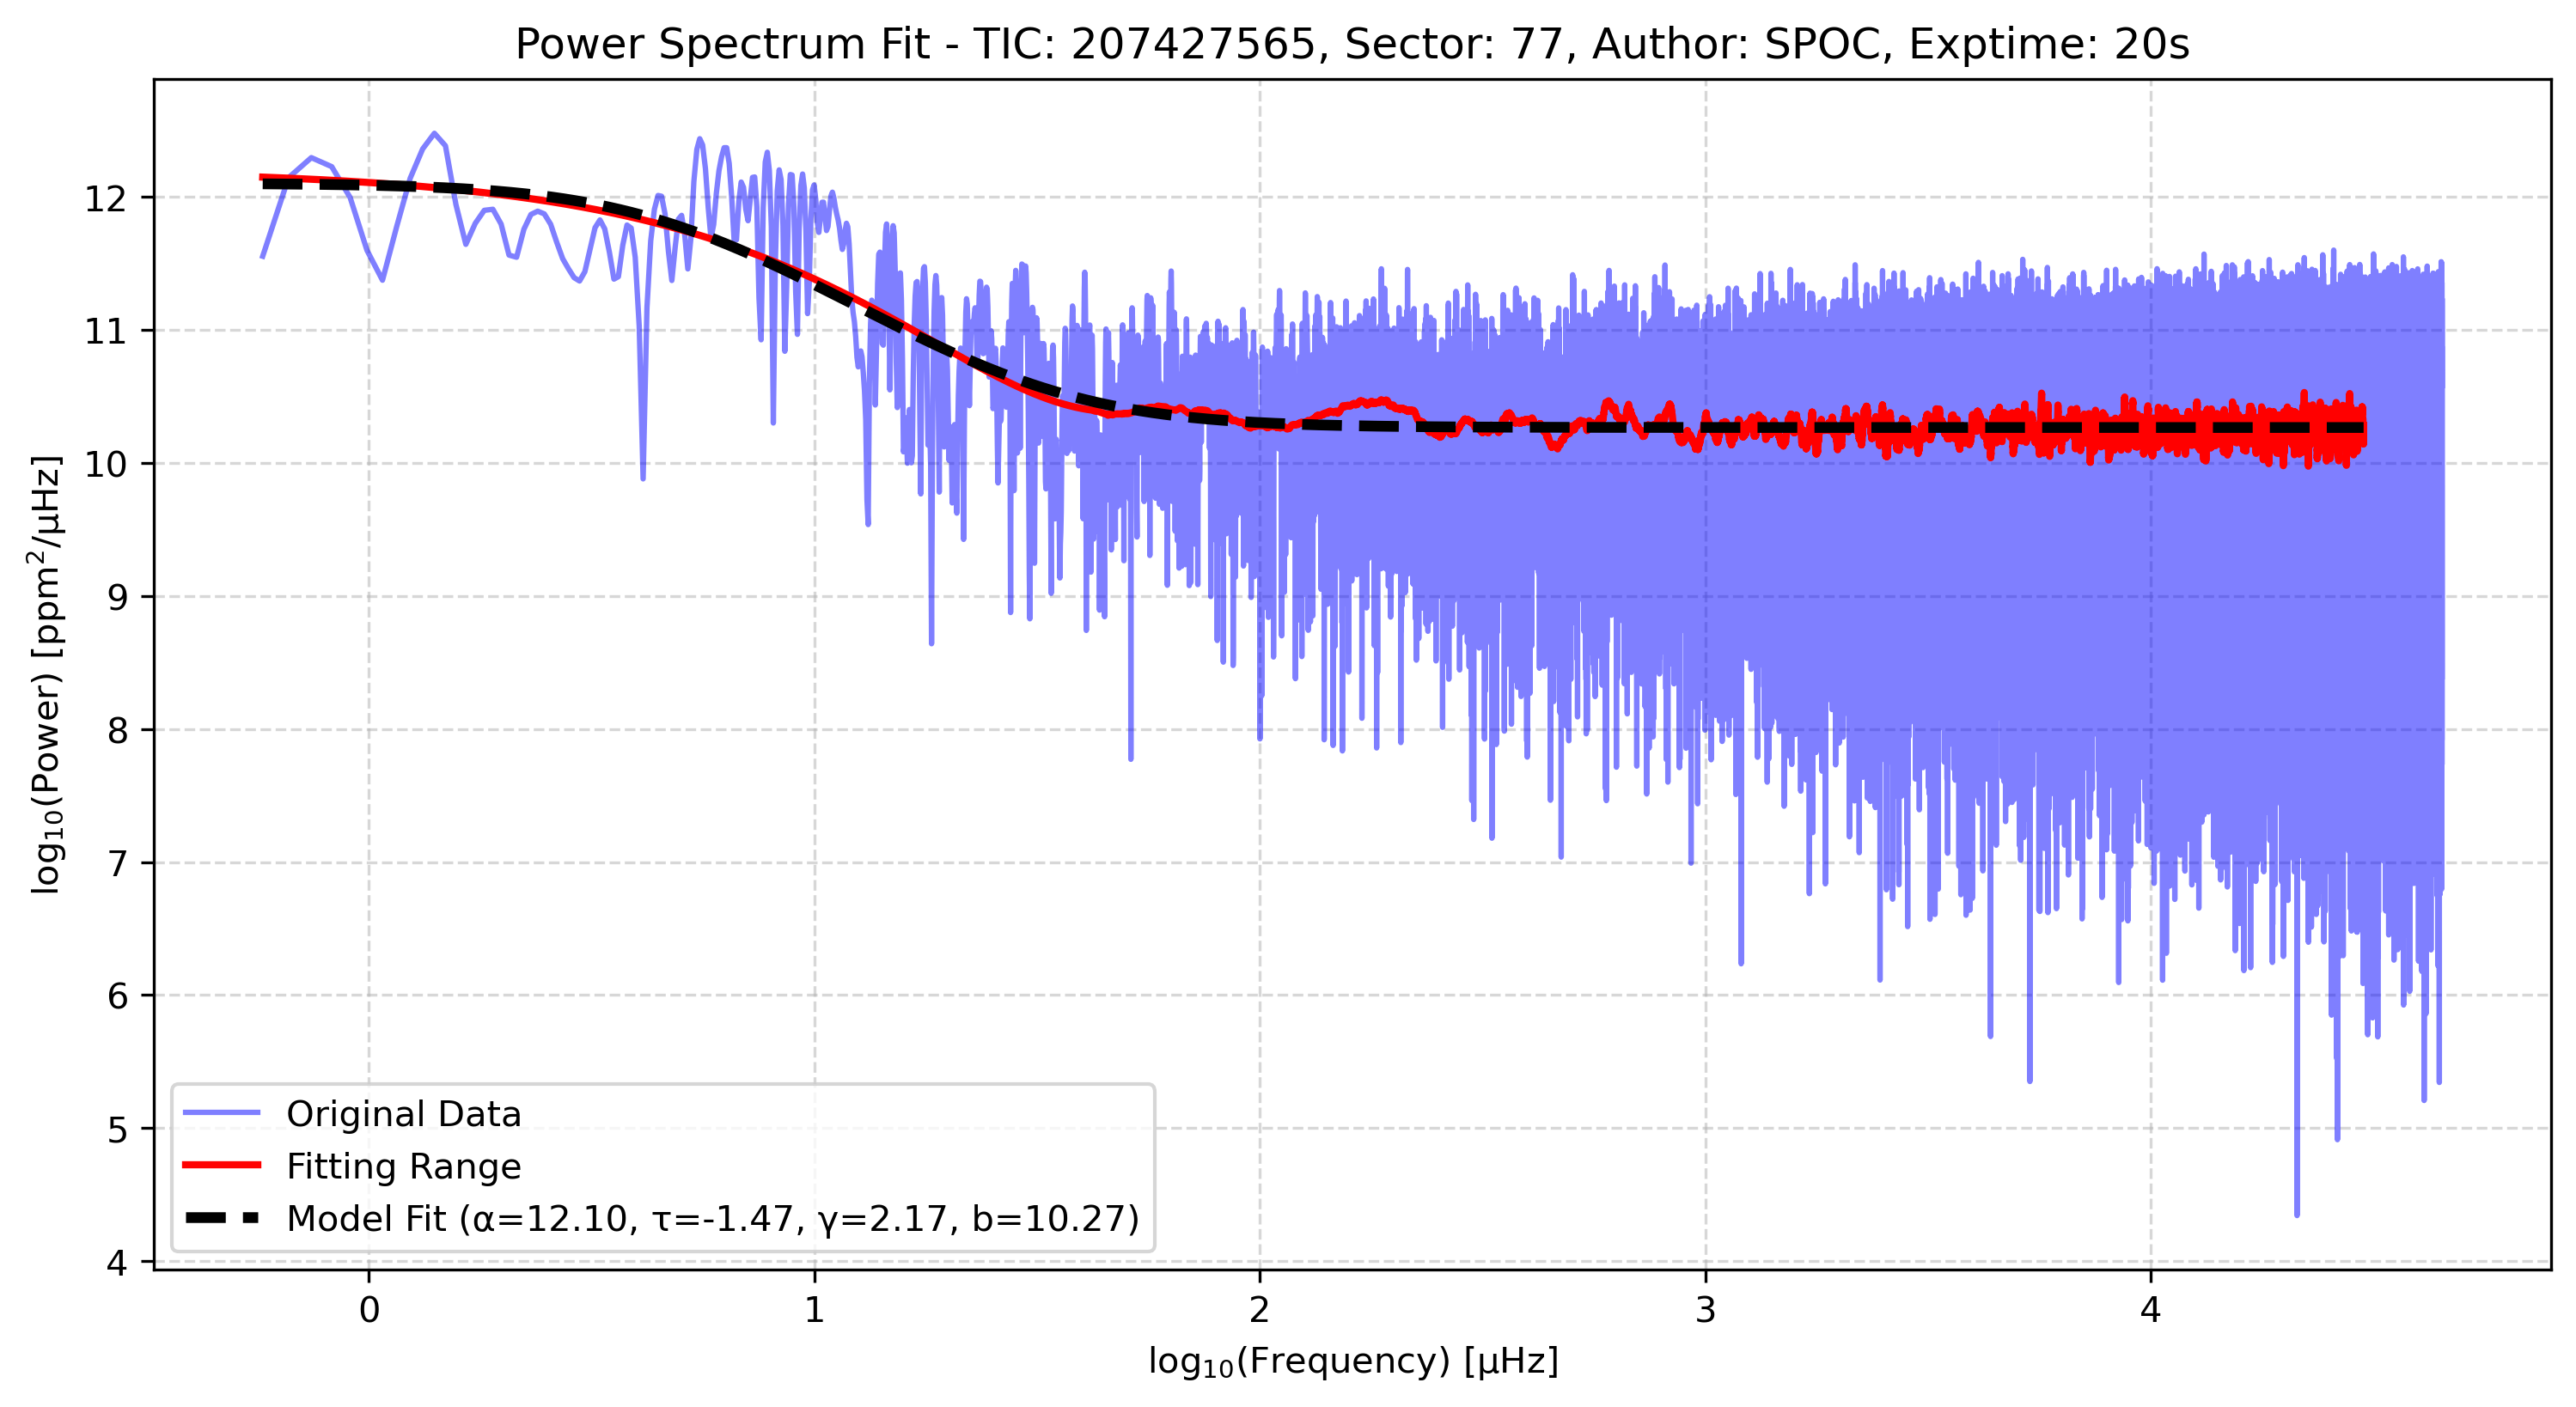 Power Spectrum Fit - TIC: 207427565, Sector: 77, Author: SPOC, Exptime: 20s
log₁₀(Power) [ppm²/μHz]
12
11
10
9
8
7
6
5
4
Original Data
Fitting Range
Model Fit (α=12.10, τ=-1.47, γ=2.17, b=10.27)
0 1 2 3 4
log₁₀(Frequency) [μHz]